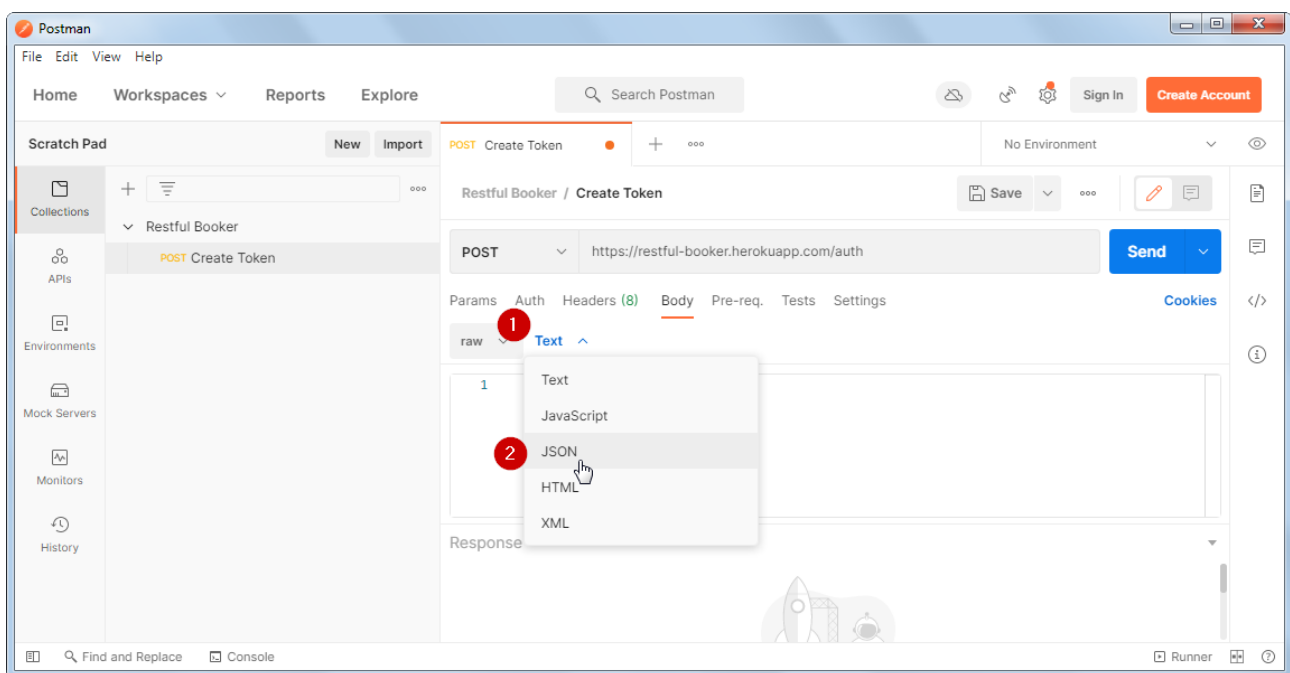 Postman
File Edit View Help
Home Workspaces Reports Explore Search Postman Sign In Create Account
Scratch Pad New Import POST Create Token No Environment
Collections
Restful Booker / Create Token Save
Restful Booker
POST Create Token
POST https://restful-booker.herokuapp.com/auth Send
APIs
Params Auth Headers (8) Body Pre-req. Tests Settings Cookies
1
raw Text
Environments
1
Text
JavaScript
Mock Servers
2 JSON
HTML
Monitors
XML
History
Response
Find and Replace Console Runner